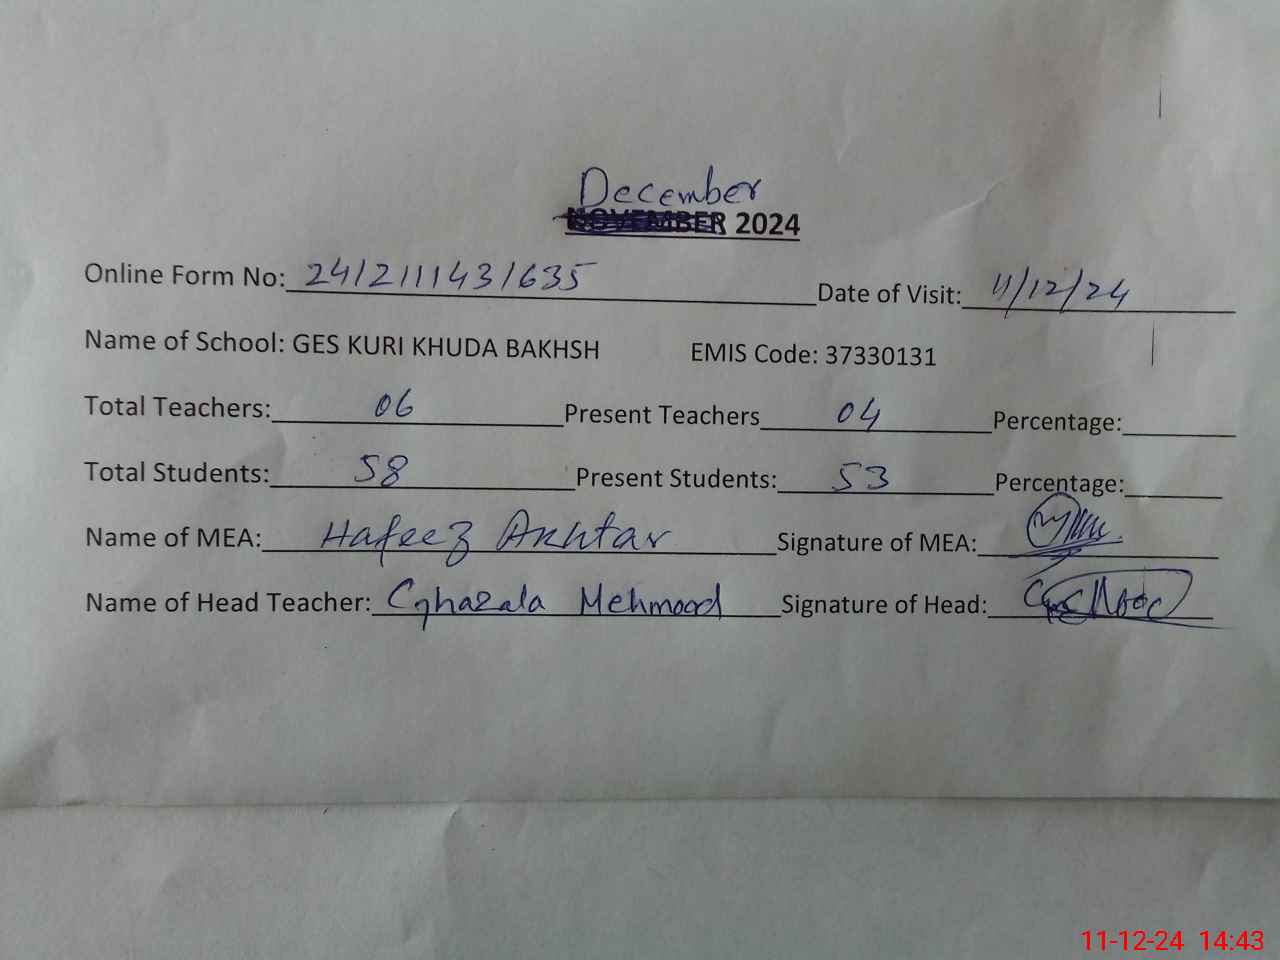 December
NOVEMBER 2024
Online Form No: 2412111431635 Date of Visit: 11/12/24
Name of School: GES KURI KHUDA BAKHSH EMIS Code: 37330131
Total Teachers: 06 Present Teachers 04 Percentage:
Total Students: 58 Present Students: 53 Percentage:
Name of MEA: Hafeez Akhtar Signature of MEA:
Name of Head Teacher: Ghazala Mehmood Signature of Head:
11-12-24 14:43